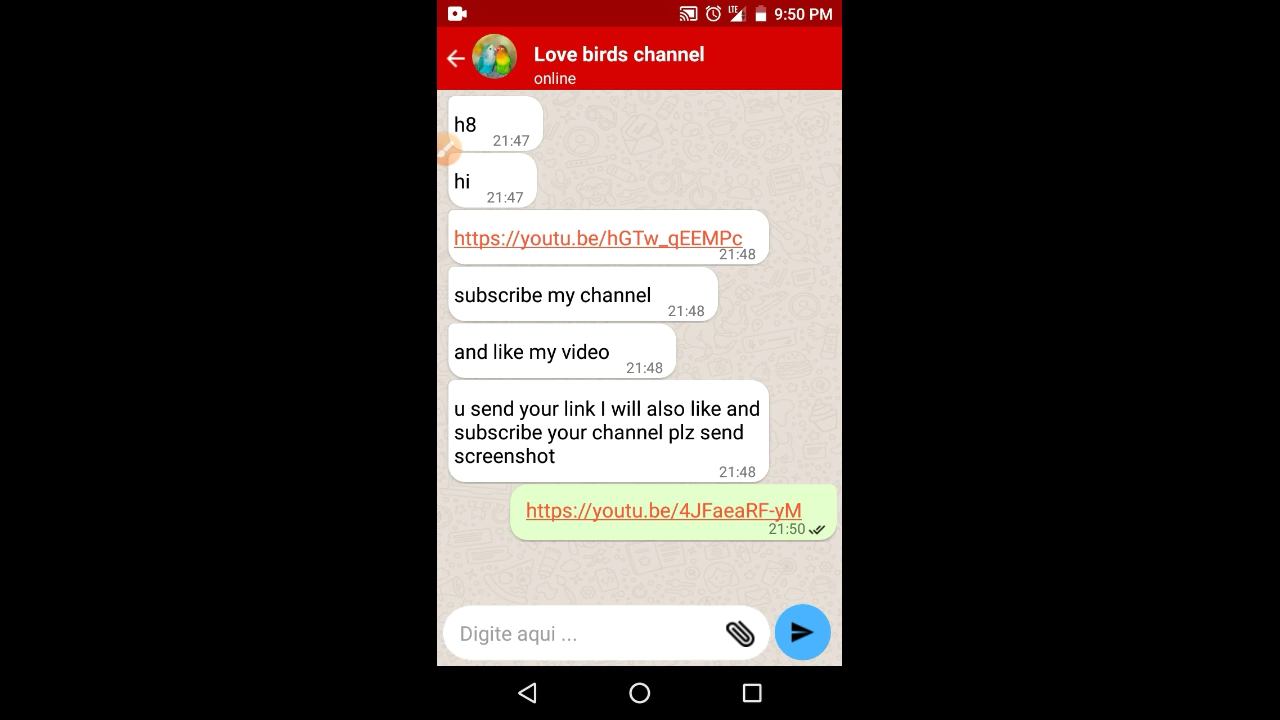 LTE 9:50 PM
Love birds channel
online
h8
21:47
hi
21:47
https://youtu.be/hGTw_qEEMPc
21:48
subscribe my channel
21:48
and like my video
21:48
u send your link I will also like and
subscribe your channel plz send
screenshot
21:48
https://youtu.be/4JFaeaRF-yM
21:50
Digite aqui ...